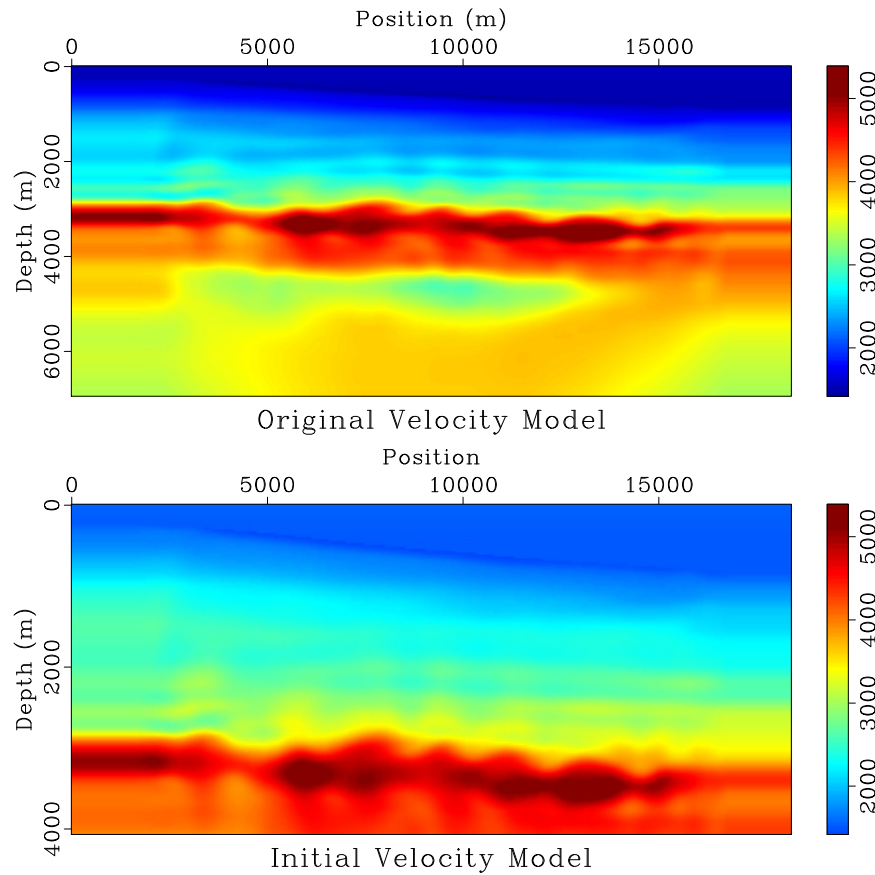 Position (m)
0 5000 10000 15000
0 2000 4000 6000
Depth (m)
2000 3000 4000 5000
Original Velocity Model
Position
0 5000 10000 15000
0 2000 4000
Depth (m)
2000 3000 4000 5000
Initial Velocity Model